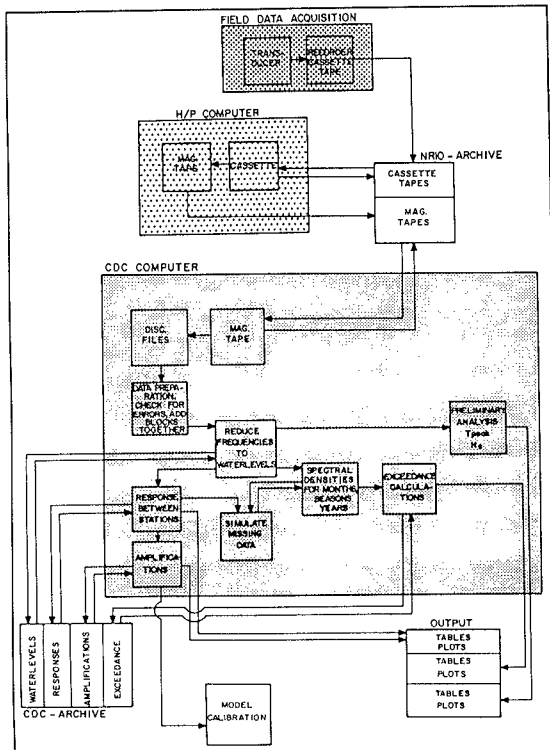 FIELD DATA ACQUISITION
TRANS-
DUCER
RECORDER
CASSETTE
TAPE
H/P COMPUTER
MAG.
TAPE
CASSETTE
NRIO-ARCHIVE
CASSETTE
TAPES
MAG.
TAPES
CDC COMPUTER
DISC.
FILES
MAG.
TAPE
DATA PREPA-
RATION,
CHECK FOR
ERRORS, ADD
BLOCKS
TOGETHER
REDUCE
FREQUENCIES
TO
WATERLEVELS
PRELIMINARY
ANALYSIS
Tpeak
RESPONSE
BETWEEN
STATIONS
SIMULATE
MISSING
DATA
SPECTRAL
DENSITIES
FOR MONTHS,
SEASONS
YEARS
EXCEEDANCE
CALCULA-
TIONS
AMPLIFICA-
TIONS
WATERLEVELS
RESPONSES
AMPLIFICATIONS
EXCEEDANCE
CDC-ARCHIVE
OUTPUT
TABLES
PLOTS
TABLES
PLOTS
TABLES
PLOTS
MODEL
CALIBRATION